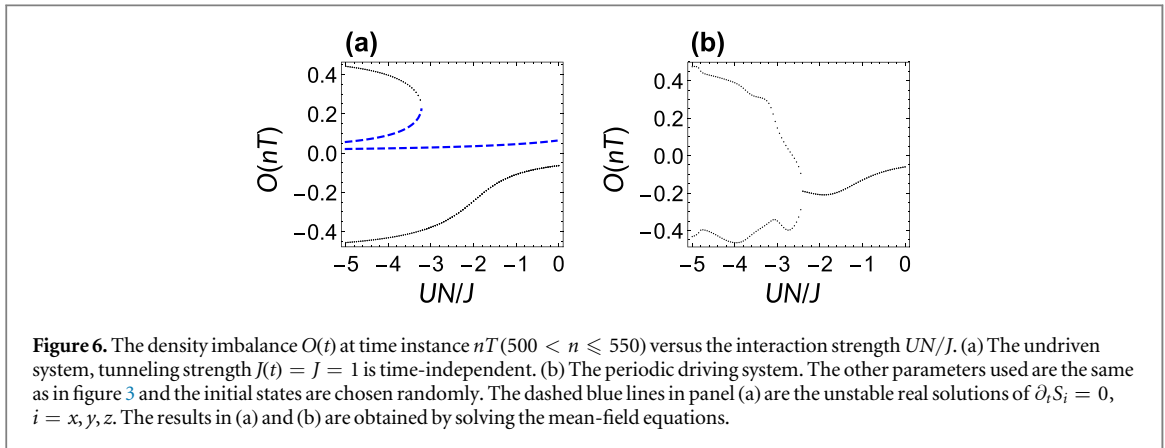 (a)
(b)
O(nT)
0.4
0.2
0.0
−0.2
−0.4
−5 −4 −3 −2 −1 0
UN/J
O(nT)
0.4
0.2
0.0
−0.2
−0.4
−5 −4 −3 −2 −1 0
UN/J
Figure 6. The density imbalance O(t) at time instance nT (500 < n ⩽ 550) versus the interaction strength UN/J. (a) The undriven
system, tunneling strength J(t) = J = 1 is time-independent. (b) The periodic driving system. The other parameters used are the same
as in figure 3 and the initial states are chosen randomly. The dashed blue lines in panel (a) are the unstable real solutions of ∂ₜSᵢ = 0,
i = x, y, z. The results in (a) and (b) are obtained by solving the mean-field equations.